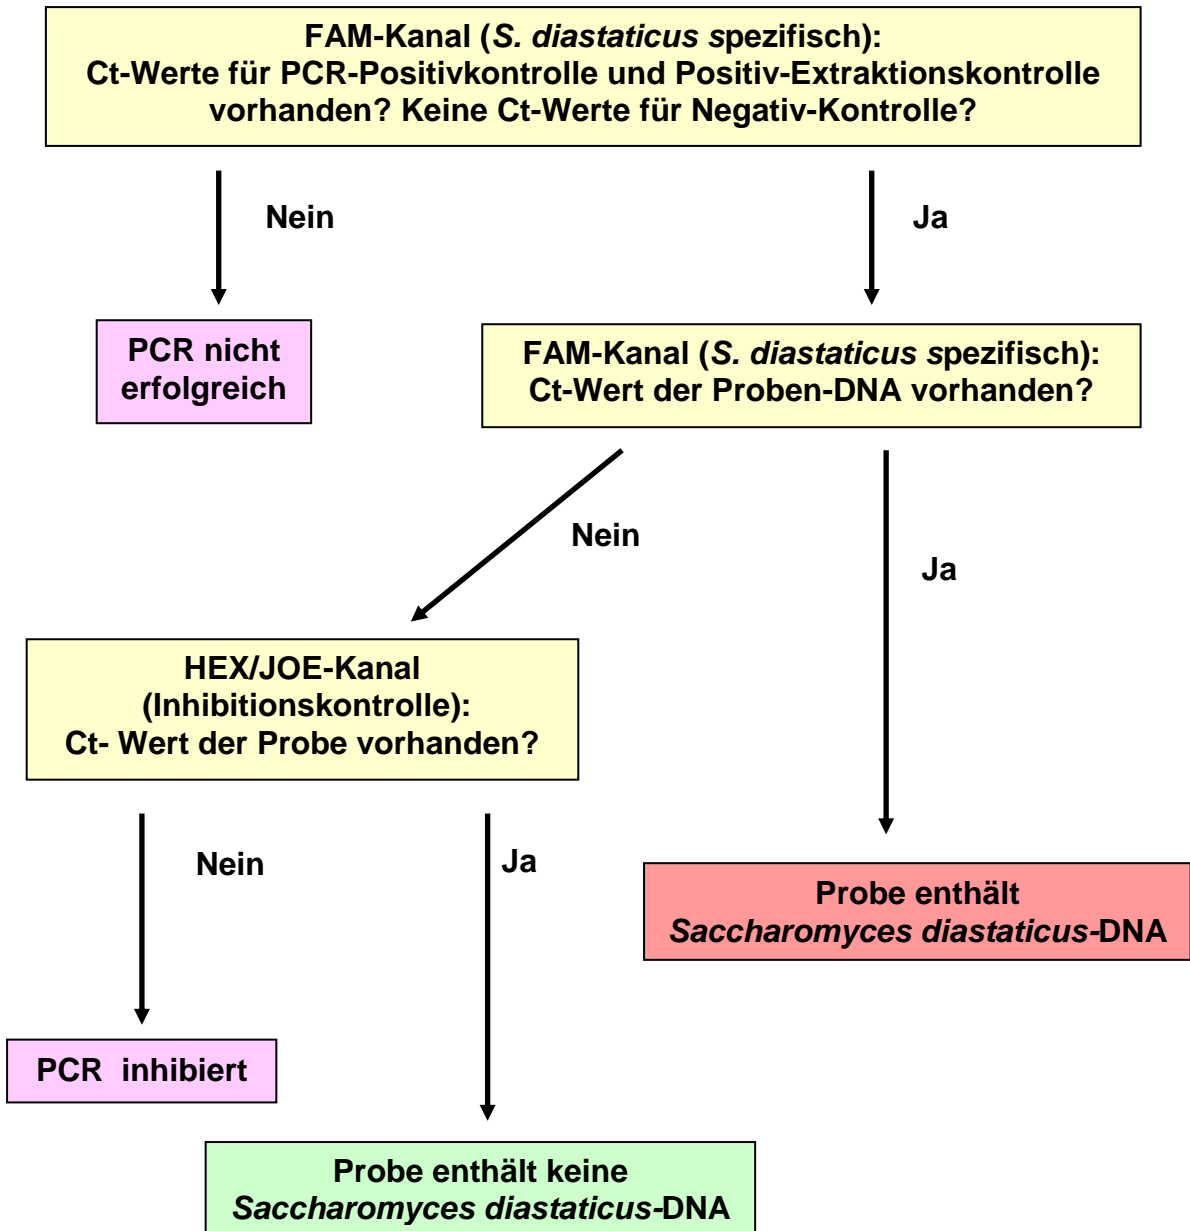 FAM-Kanal (S. diastaticus spezifisch):
Ct-Werte für PCR-Positivkontrolle und Positiv-Extraktionskontrolle
vorhanden? Keine Ct-Werte für Negativ-Kontrolle?
Nein
Ja
PCR nicht
erfolgreich
FAM-Kanal (S. diastaticus spezifisch):
Ct-Wert der Proben-DNA vorhanden?
Nein
Ja
HEX/JOE-Kanal
(Inhibitionskontrolle):
Ct- Wert der Probe vorhanden?
Nein
Ja
Probe enthält
Saccharomyces diastaticus-DNA
PCR  inhibiert
Probe enthält keine
Saccharomyces diastaticus-DNA